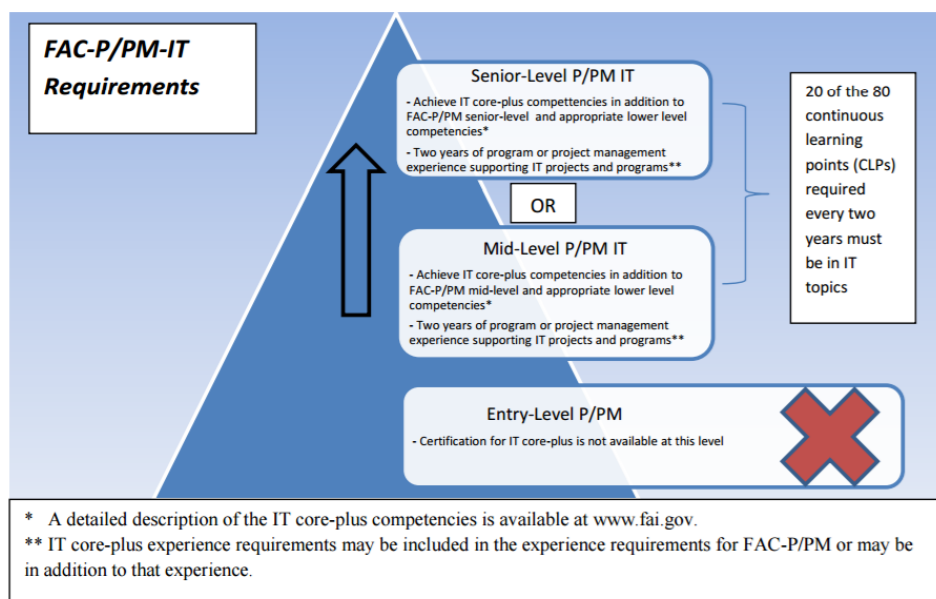 FAC-P/PM-IT
Requirements
Senior-Level P/PM IT
- Achieve IT core-plus compettencies in addition to
FAC-P/PM senior-level and appropriate lower level
competencies*
- Two years of program or project management
experience supporting IT projects and programs**
OR
Mid-Level P/PM IT
- Achieve IT core-plus competencies in addition to
FAC-P/PM mid-level and appropriate lower level
competencies*
- Two years of program or project management
experience supporting IT projects and programs**
20 of the 80
continuous
learning
points (CLPs)
required
every two
years must
be in IT
topics
Entry-Level P/PM
- Certification for IT core-plus is not available at this level
* A detailed description of the IT core-plus competencies is available at www.fai.gov.
** IT core-plus experience requirements may be included in the experience requirements for FAC-P/PM or may be
in addition to that experience.